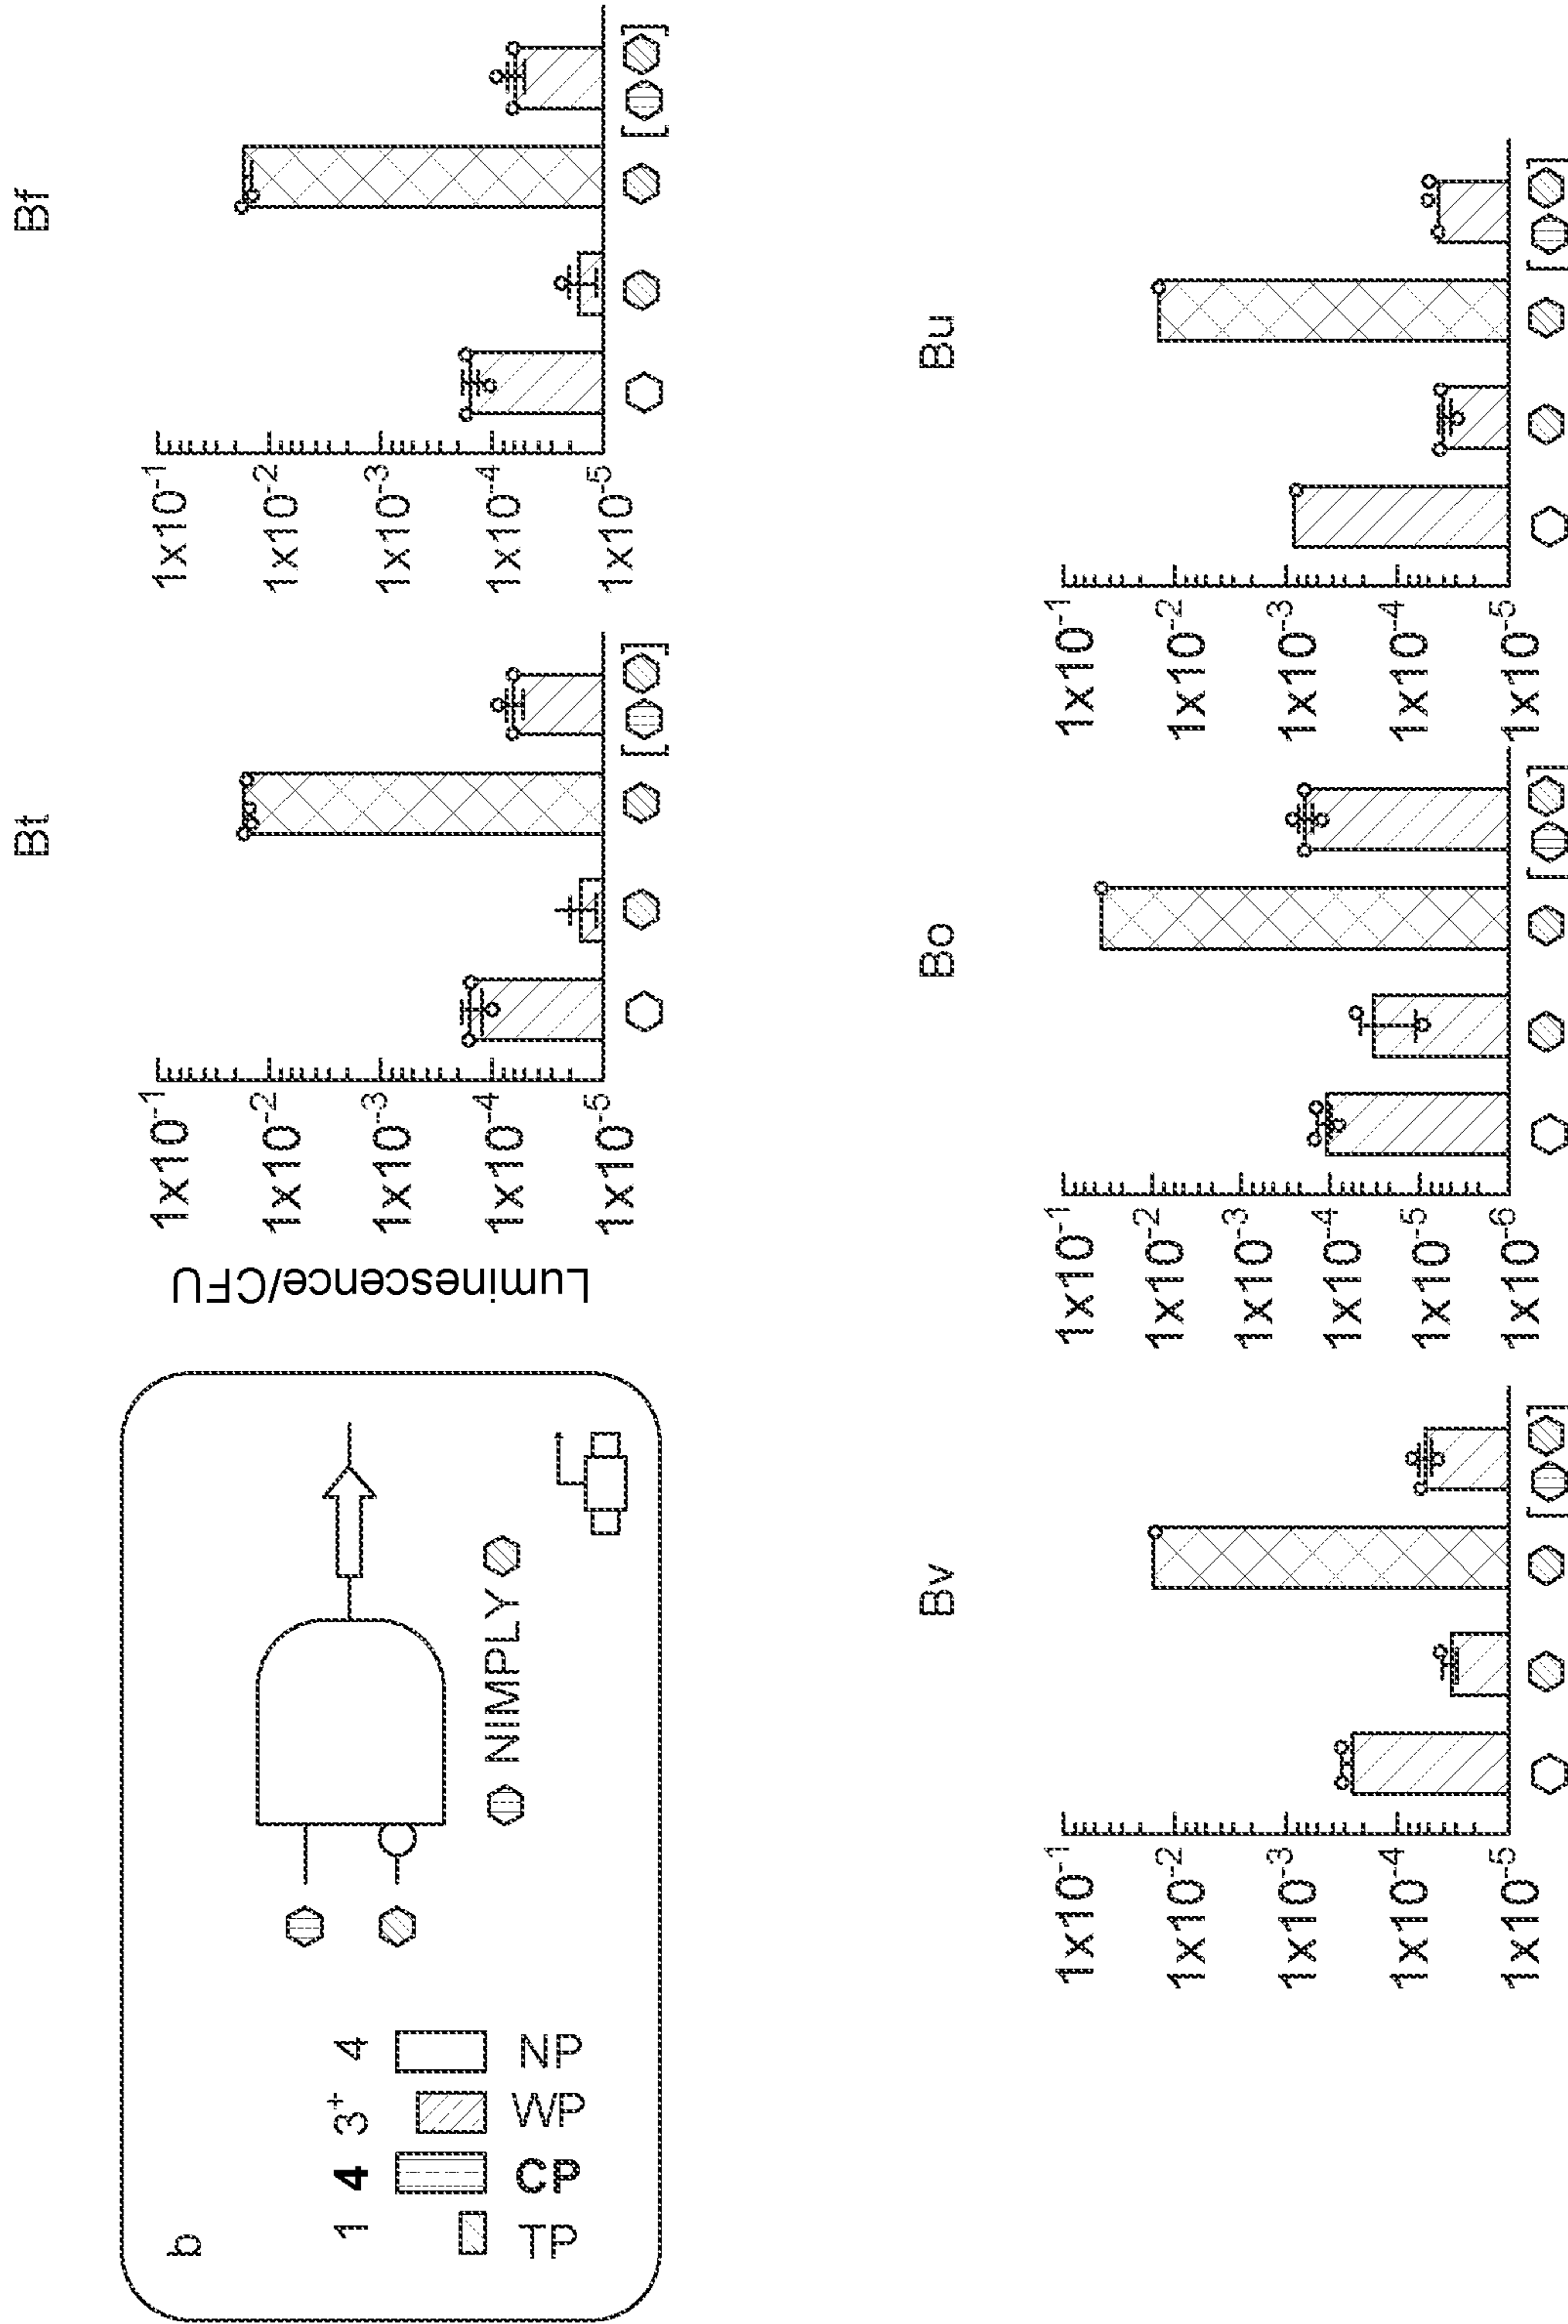 b
1 4 3+ 4
TP CP WP NP
NIMPLY
Luminescence/CFU
Bt
1x10-1
1x10-2
1x10-3
1x10-4
1x10-5
[ ]
Bf
1x10-1
1x10-2
1x10-3
1x10-4
1x10-5
[ ]
Bv
1x10-1
1x10-2
1x10-3
1x10-4
1x10-5
[ ]
Bo
1x10-1
1x10-2
1x10-3
1x10-4
1x10-5
1x10-6
[ ]
Bu
1x10-1
1x10-2
1x10-3
1x10-4
1x10-5
[ ]